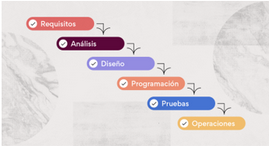 Requisitos
Análisis
Diseño
Programación
Pruebas
Operaciones